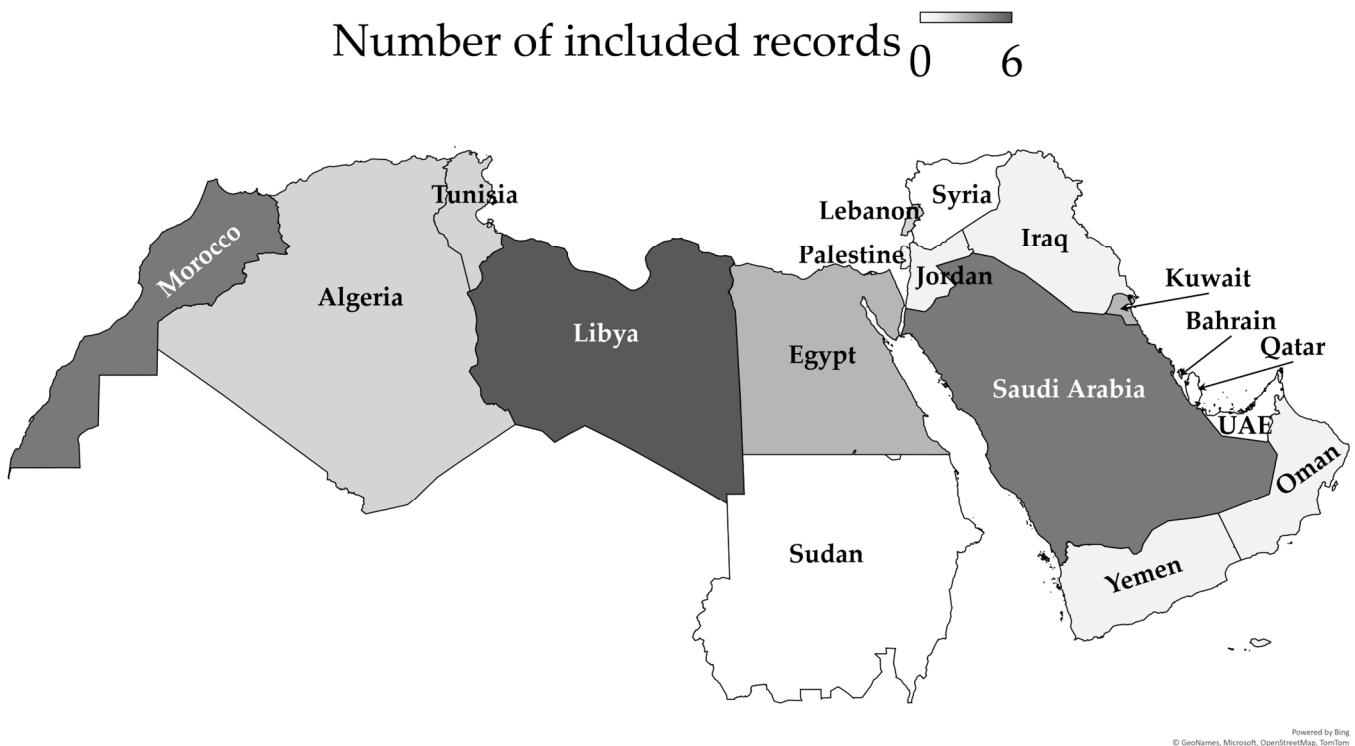 Number of included records
0 6
Tunisia
Syria
Lebanon
Morocco
Palestine
Iraq
Jordan
Kuwait
Algeria
Bahrain
Libya
Egypt
Qatar
Saudi Arabia
UAE
Oman
Sudan
Yemen
Powered by Bing
© GeoNames, Microsoft, OpenStreetMap, TomTom